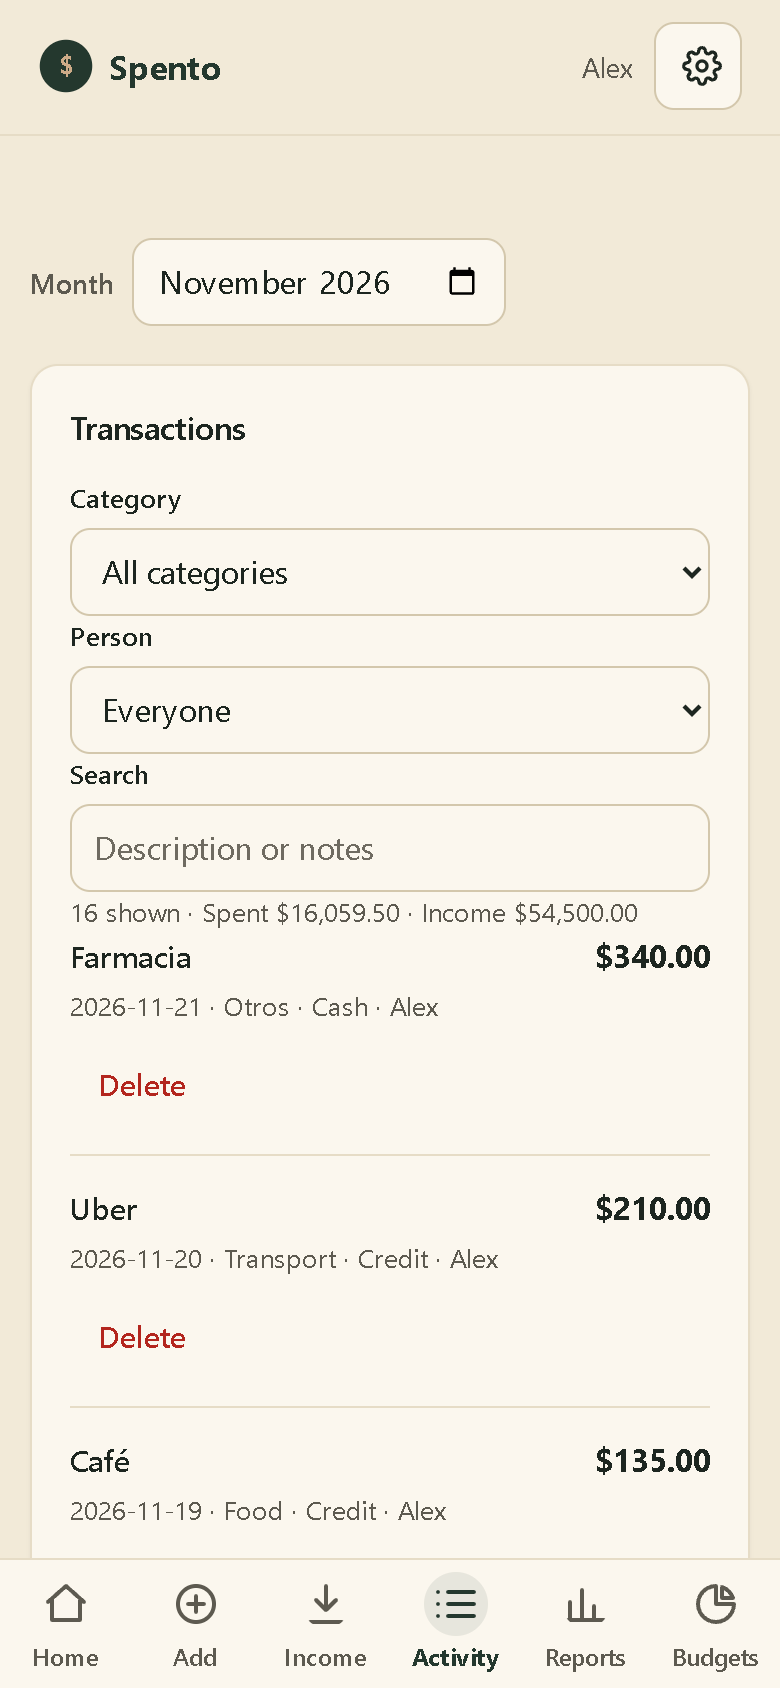 $ Spento
Alex
Month November 2026
Transactions
Category
All categories
Person
Everyone
Search
Description or notes
16 shown · Spent $16,059.50 · Income $54,500.00
Farmacia $340.00
2026-11-21 · Otros · Cash · Alex
Delete
Uber $210.00
2026-11-20 · Transport · Credit · Alex
Delete
Café $135.00
2026-11-19 · Food · Credit · Alex
Home Add Income Activity Reports Budgets